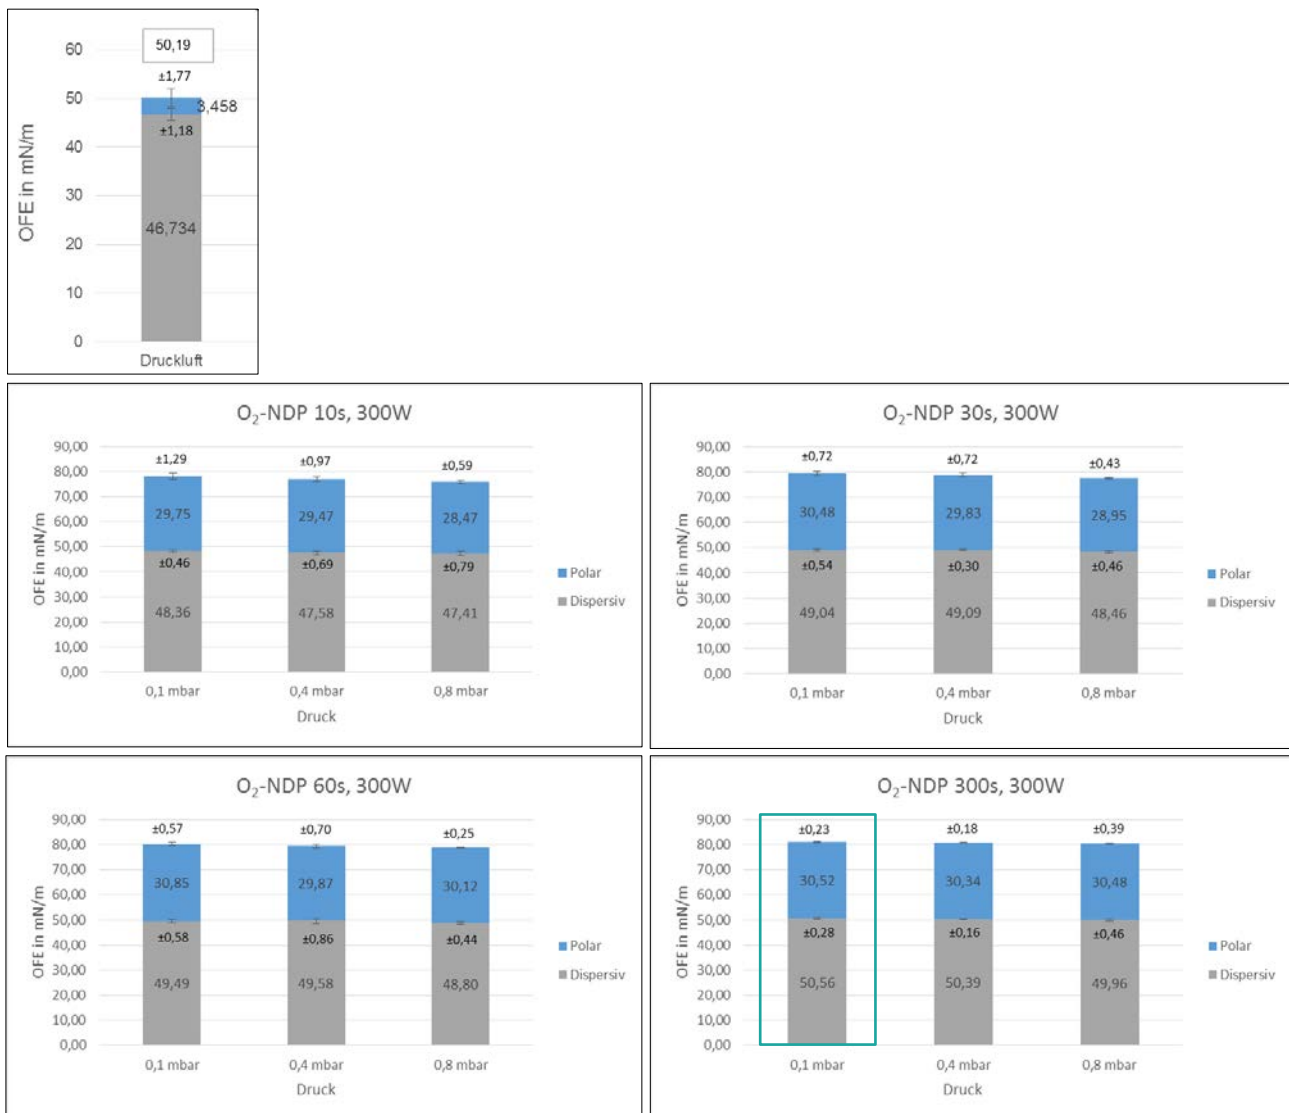 60
50,19
±1,77
50
3,458
±1,18
40
OFE in mN/m
30
46,734
20
10
0
Druckluft
O₂-NDP 10s, 300W
90,00
±1,29
±0,97
±0,59
80,00
70,00
29,75
29,47
28,47
60,00
50,00
OFE in mN/m
±0,46
±0,69
±0,79
40,00
30,00
48,36
47,58
47,41
20,00
10,00
0,00
0,1 mbar
0,4 mbar
0,8 mbar
Druck
Polar
Dispersiv
O₂-NDP 30s, 300W
90,00
±0,72
±0,72
±0,43
80,00
70,00
30,48
29,83
28,95
60,00
50,00
OFE in mN/m
±0,54
±0,30
±0,46
40,00
30,00
49,04
49,09
48,46
20,00
10,00
0,00
0,1 mbar
0,4 mbar
0,8 mbar
Druck
Polar
Dispersiv
O₂-NDP 60s, 300W
90,00
±0,57
±0,70
±0,25
80,00
70,00
30,85
29,87
30,12
60,00
50,00
OFE in mN/m
±0,58
±0,86
±0,44
40,00
30,00
49,49
49,58
48,80
20,00
10,00
0,00
0,1 mbar
0,4 mbar
0,8 mbar
Druck
Polar
Dispersiv
O₂-NDP 300s, 300W
90,00
±0,23
±0,18
±0,39
80,00
70,00
30,52
30,34
30,48
60,00
50,00
OFE in mN/m
±0,28
±0,16
±0,46
40,00
30,00
50,56
50,39
49,96
20,00
10,00
0,00
0,1 mbar
0,4 mbar
0,8 mbar
Druck
Polar
Dispersiv